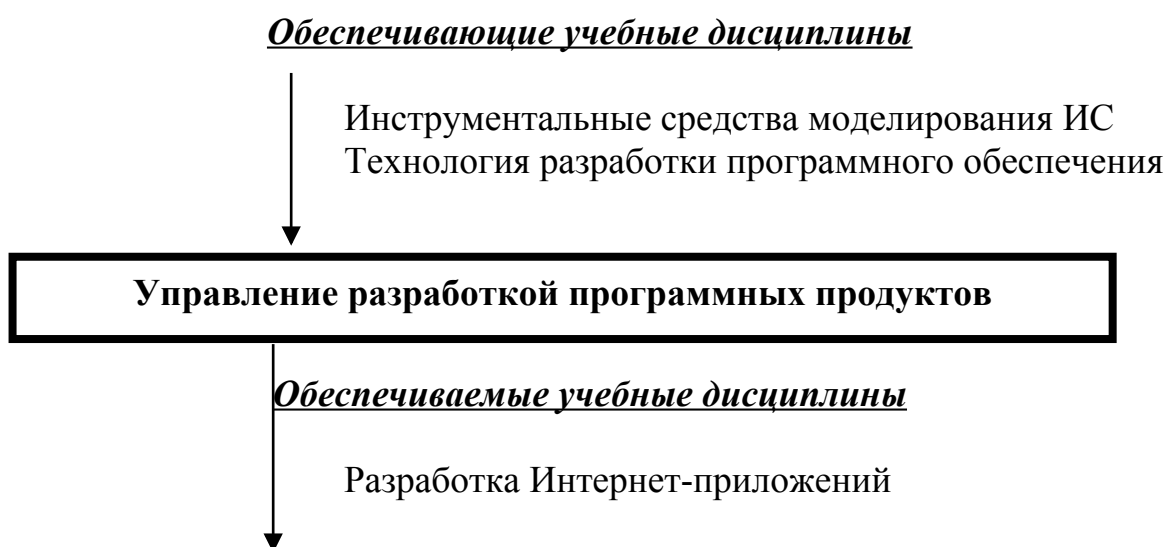 Обеспечивающие учебные дисциплины
Инструментальные средства моделирования ИС
Технология разработки программного обеспечения
Управление разработкой программных продуктов
Обеспечиваемые учебные дисциплины
Разработка Интернет-приложений